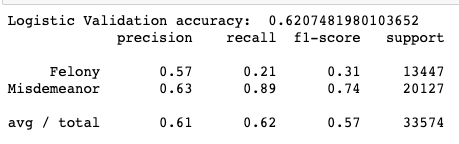 Logistic Validation accuracy:  0.6207481980103652
             precision    recall  f1-score   support

     Felony       0.57      0.21      0.31     13447
Misdemeanor       0.63      0.89      0.74     20127

avg / total       0.61      0.62      0.57     33574